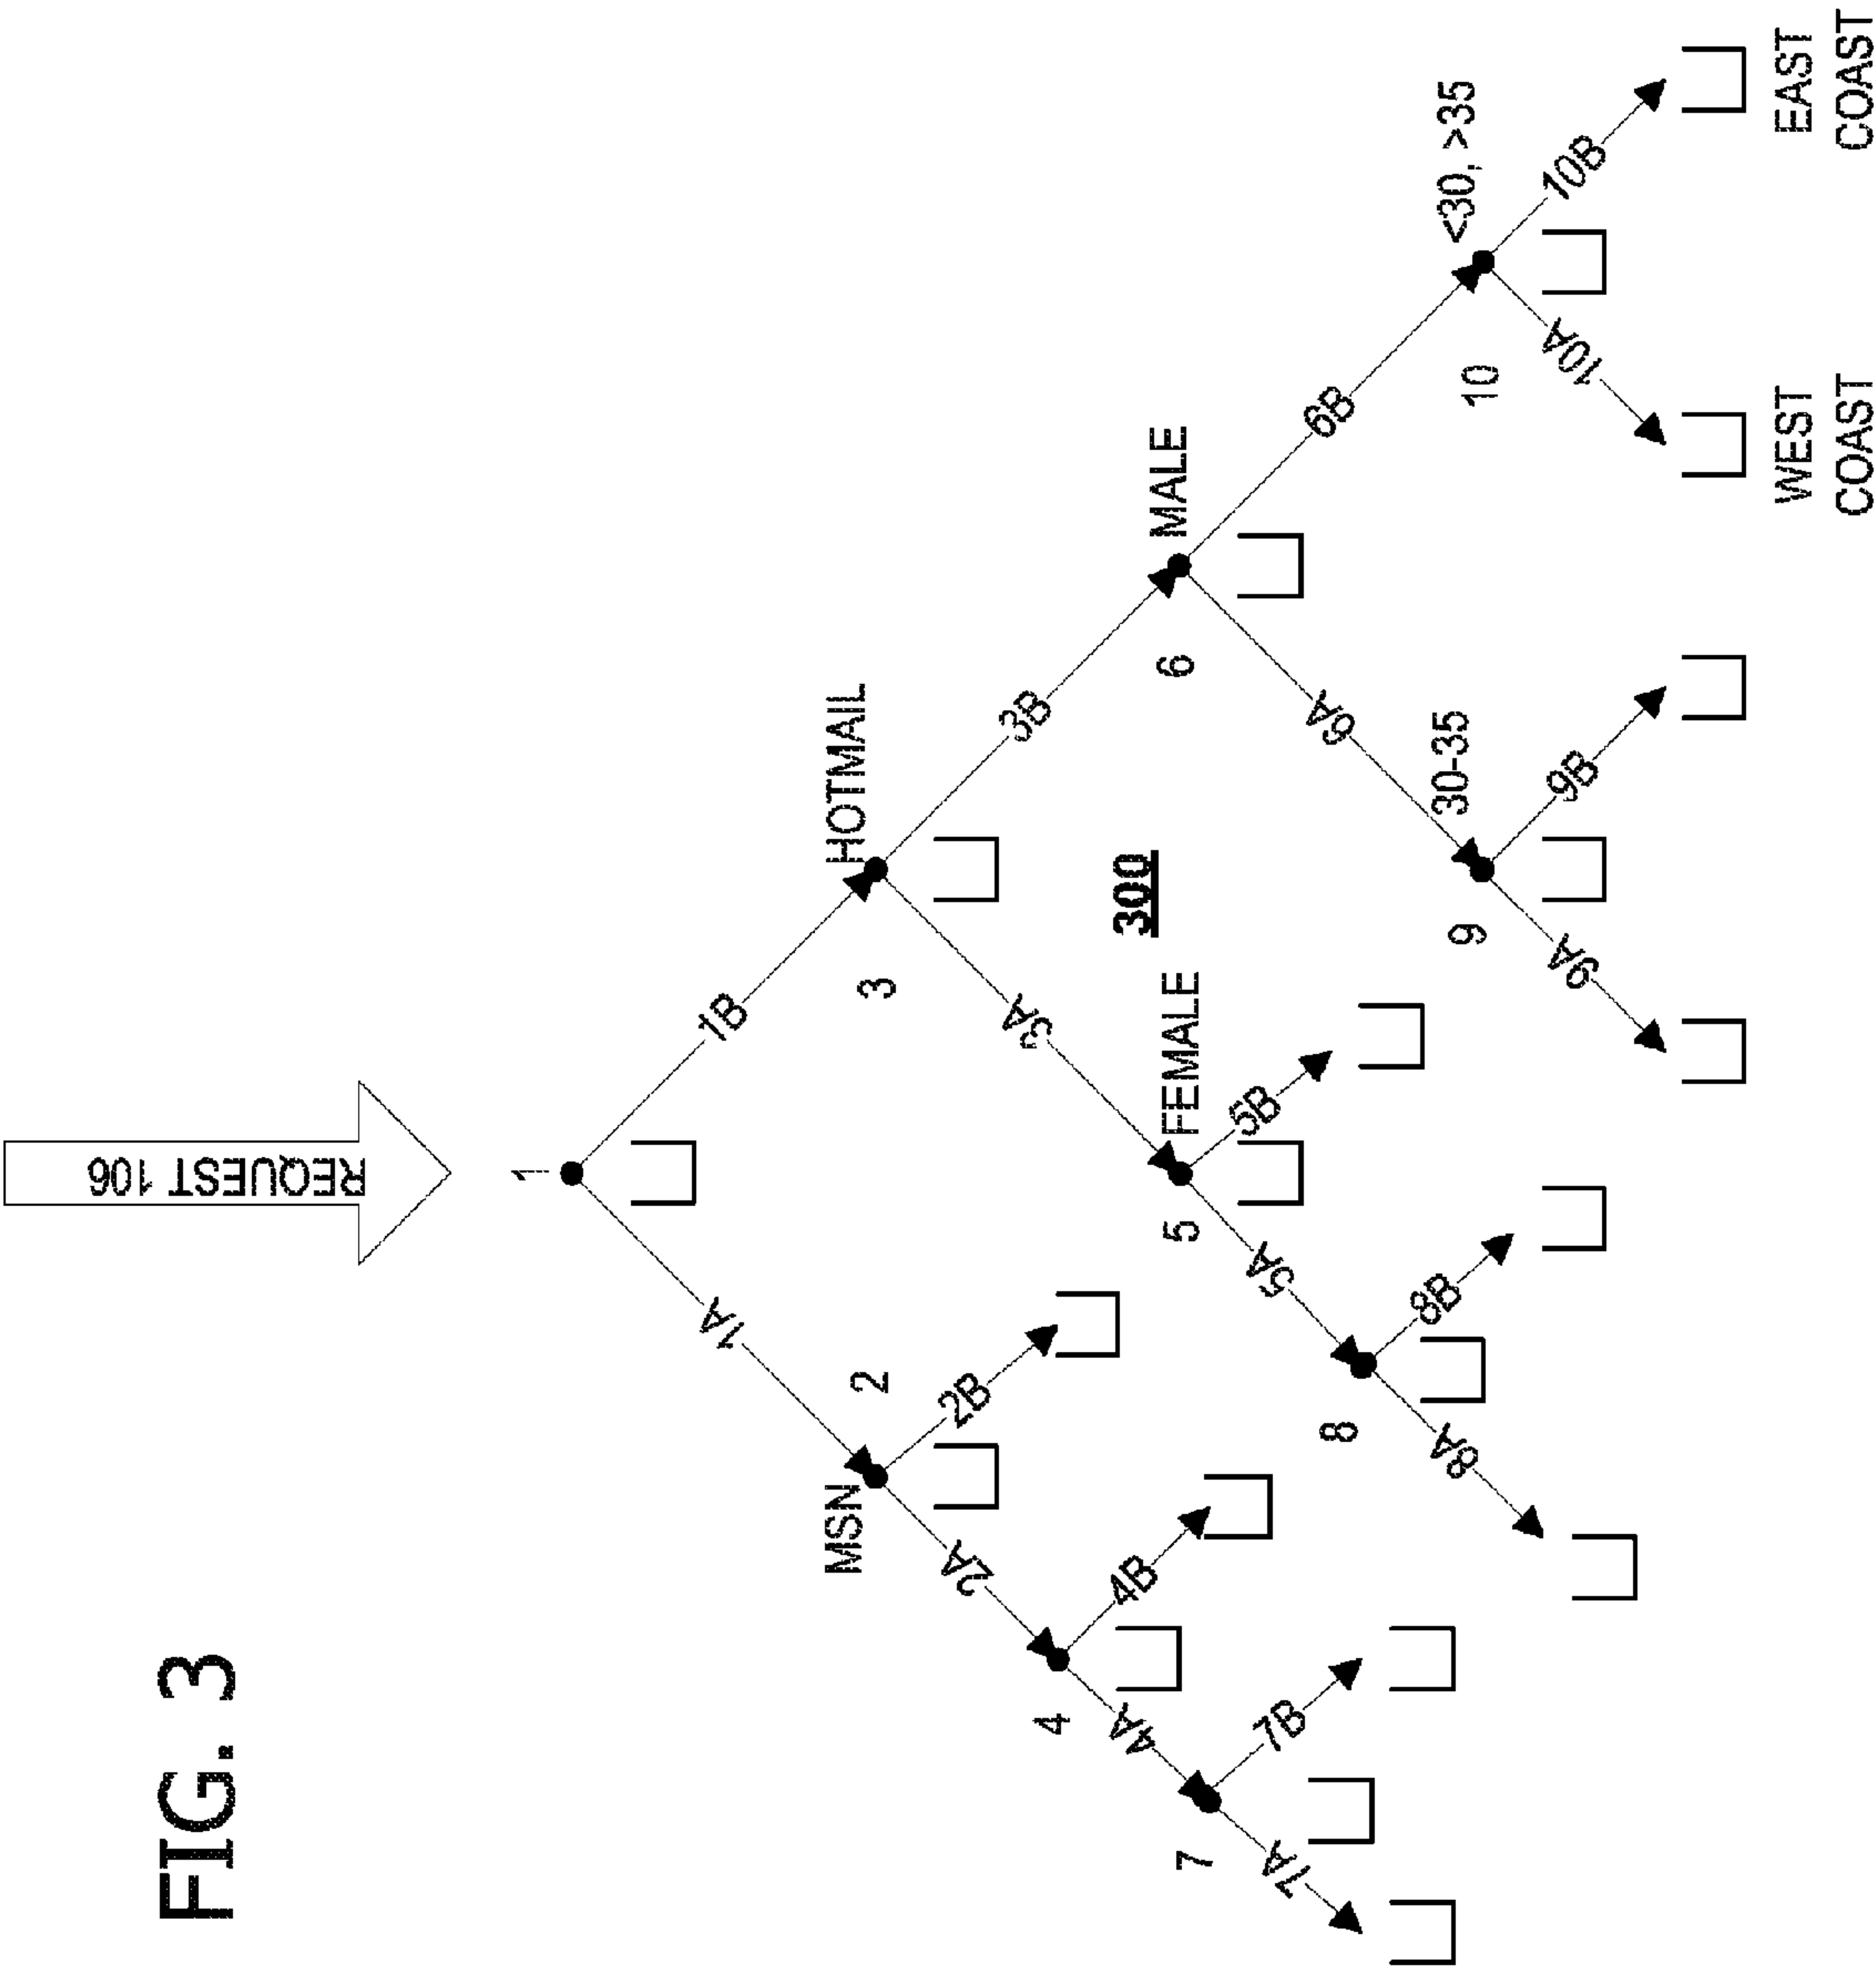 FIG. 3
REQUEST 106
1
1A
1B
MSN
2
HOTMAIL
3
2A
2B
3A
3B
4
4A
4B
FEMALE
5
MALE
6
300
5A
5B
6A
6B
7
7A
7B
8
8A
8B
30-35
9
9A
9B
<30, >35
10
10A
10B
WEST
COAST
EAST
COAST